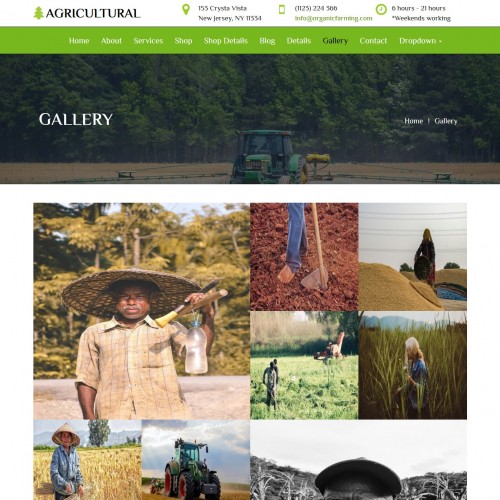 AGRICULTURAL
155 Crysta Vista
New Jersey, NY 11554
(1125) 224 566
info@organicfarming.com
6 hours - 21 hours
*Weekends working
Home About Services Shop Shop Details Blog Details Gallery Contact Dropdown
GALLERY
Home | Gallery